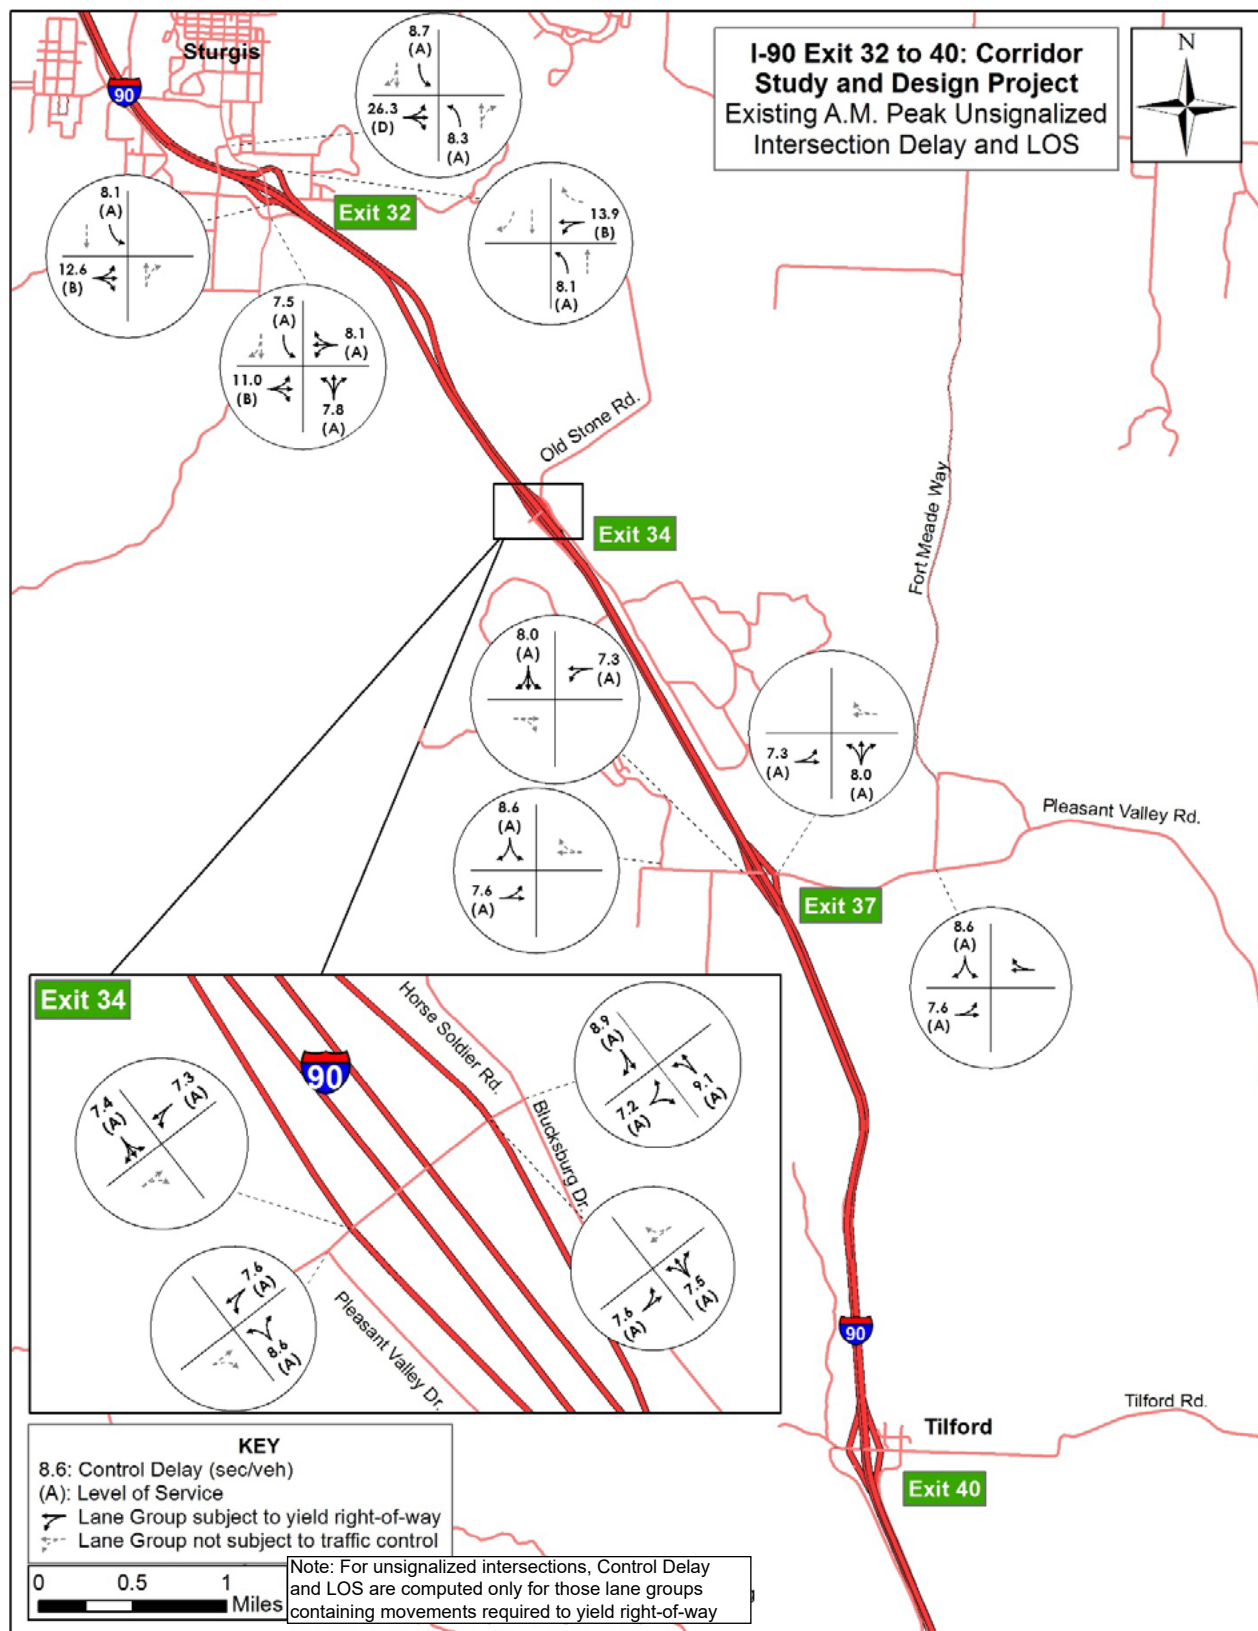 Sturgis
90
I-90 Exit 32 to 40: Corridor
Study and Design Project
Existing A.M. Peak Unsignalized
Intersection Delay and LOS
N
8.7
(A)
26.3
(D)
8.3
(A)
Exit 32
8.1
(A)
12.6
(B)
13.9
(B)
8.1
(A)
7.5
(A)
8.1
(A)
11.0
(B)
7.8
(A)
Old Stone Rd.
Exit 34
Fort Meade Way
8.0
(A)
7.3
(A)
7.3
(A)
8.0
(A)
8.6
(A)
7.6
(A)
Pleasant Valley Rd.
Exit 37
8.6
(A)
7.6
(A)
Exit 34
90
Horse Soldier Rd.
Blucksburg Dr.
8.9
(A)
9.1
(A)
7.2
(A)
7.4
(A)
7.3
(A)
7.6
(A)
8.6
(A)
7.6
(A)
7.5
(A)
Pleasant Valley Dr.
90
Tilford
Tilford Rd.
Exit 40
KEY
8.6: Control Delay (sec/veh)
(A): Level of Service
Lane Group subject to yield right-of-way
Lane Group not subject to traffic control
0 0.5 1
Miles
Note: For unsignalized intersections, Control Delay
and LOS are computed only for those lane groups
containing movements required to yield right-of-way